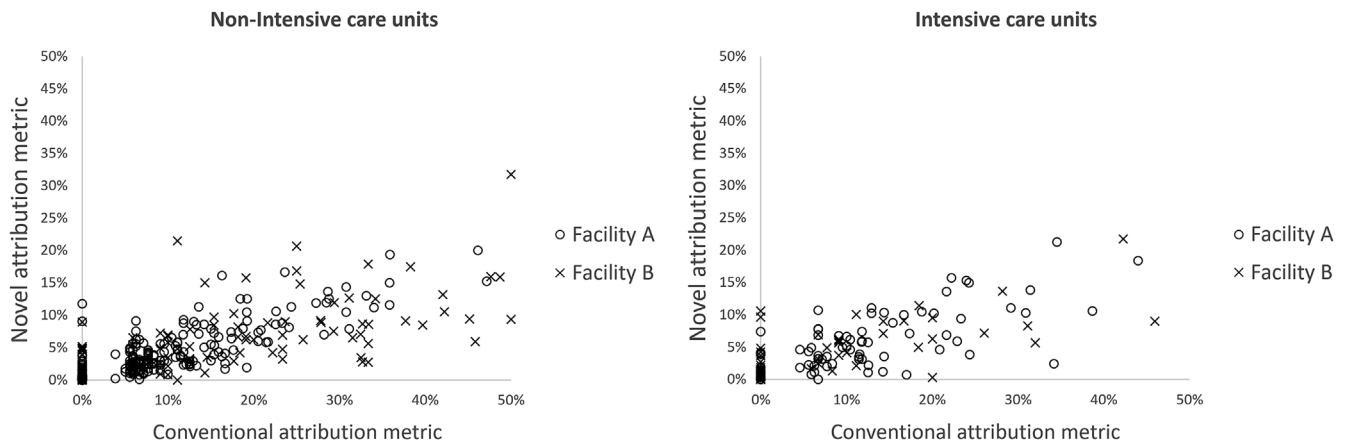 Non-Intensive care units
50%
45%
40%
35%
30%
25%
20%
15%
10%
5%
0%
0% 10% 20% 30% 40% 50%
Novel attribution metric
Conventional attribution metric
Facility A
Facility B
Intensive care units
50%
45%
40%
35%
30%
25%
20%
15%
10%
5%
0%
0% 10% 20% 30% 40% 50%
Novel attribution metric
Conventional attribution metric
Facility A
Facility B